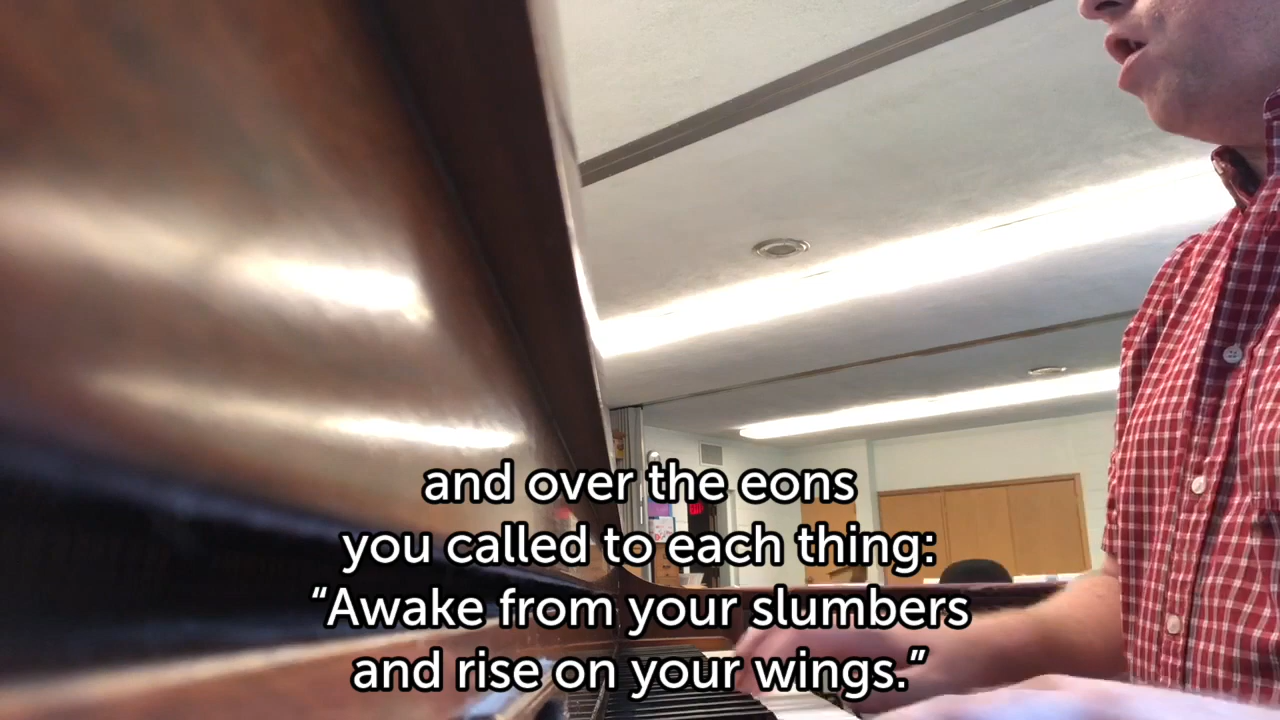 and over the eons
you called to each thing:
“Awake from your slumbers
and rise on your wings.”